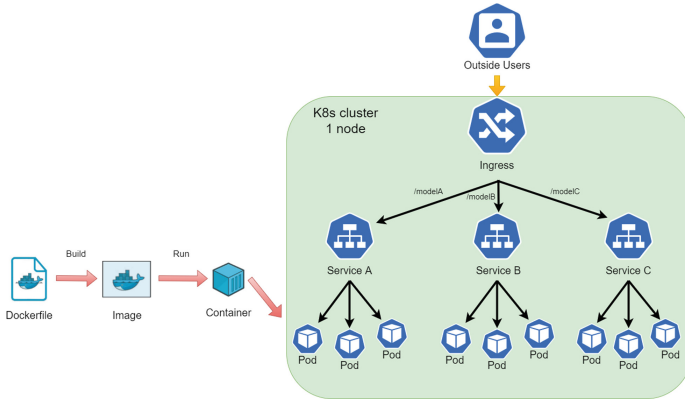 Outside Users
K8s cluster
1 node
Ingress
/modelA
/modelB
/modelC
Service A
Service B
Service C
Build
Run
Dockerfile
Image
Container
Pod
Pod
Pod
Pod
Pod
Pod
Pod
Pod
Pod